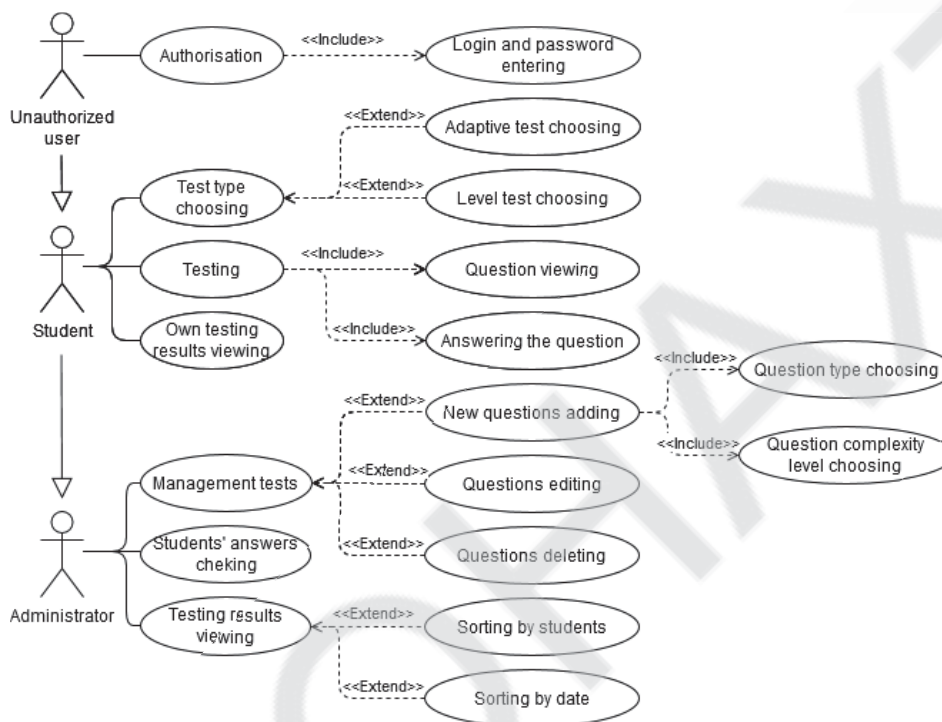 Authorisation
<<Include>>
Login and password
entering
Unauthorized
user
<<Extend>>
Adaptive test choosing
Test type
choosing
<<Extend>>
Level test choosing
Testing
<<Include>>
Question viewing
Student
Own testing
results viewing
<<Include>>
Answering the question
<<Include>>
Question type choosing
<<Extend>>
New questions adding
<<Include>>
Question complexity
level choosing
Management tests
<<Extend>>
Questions editing
Students' answers
cheking
<<Extend>>
Questions deleting
Administrator
Testing results
viewing
<<Extend>>
Sorting by students
<<Extend>>
Sorting by date